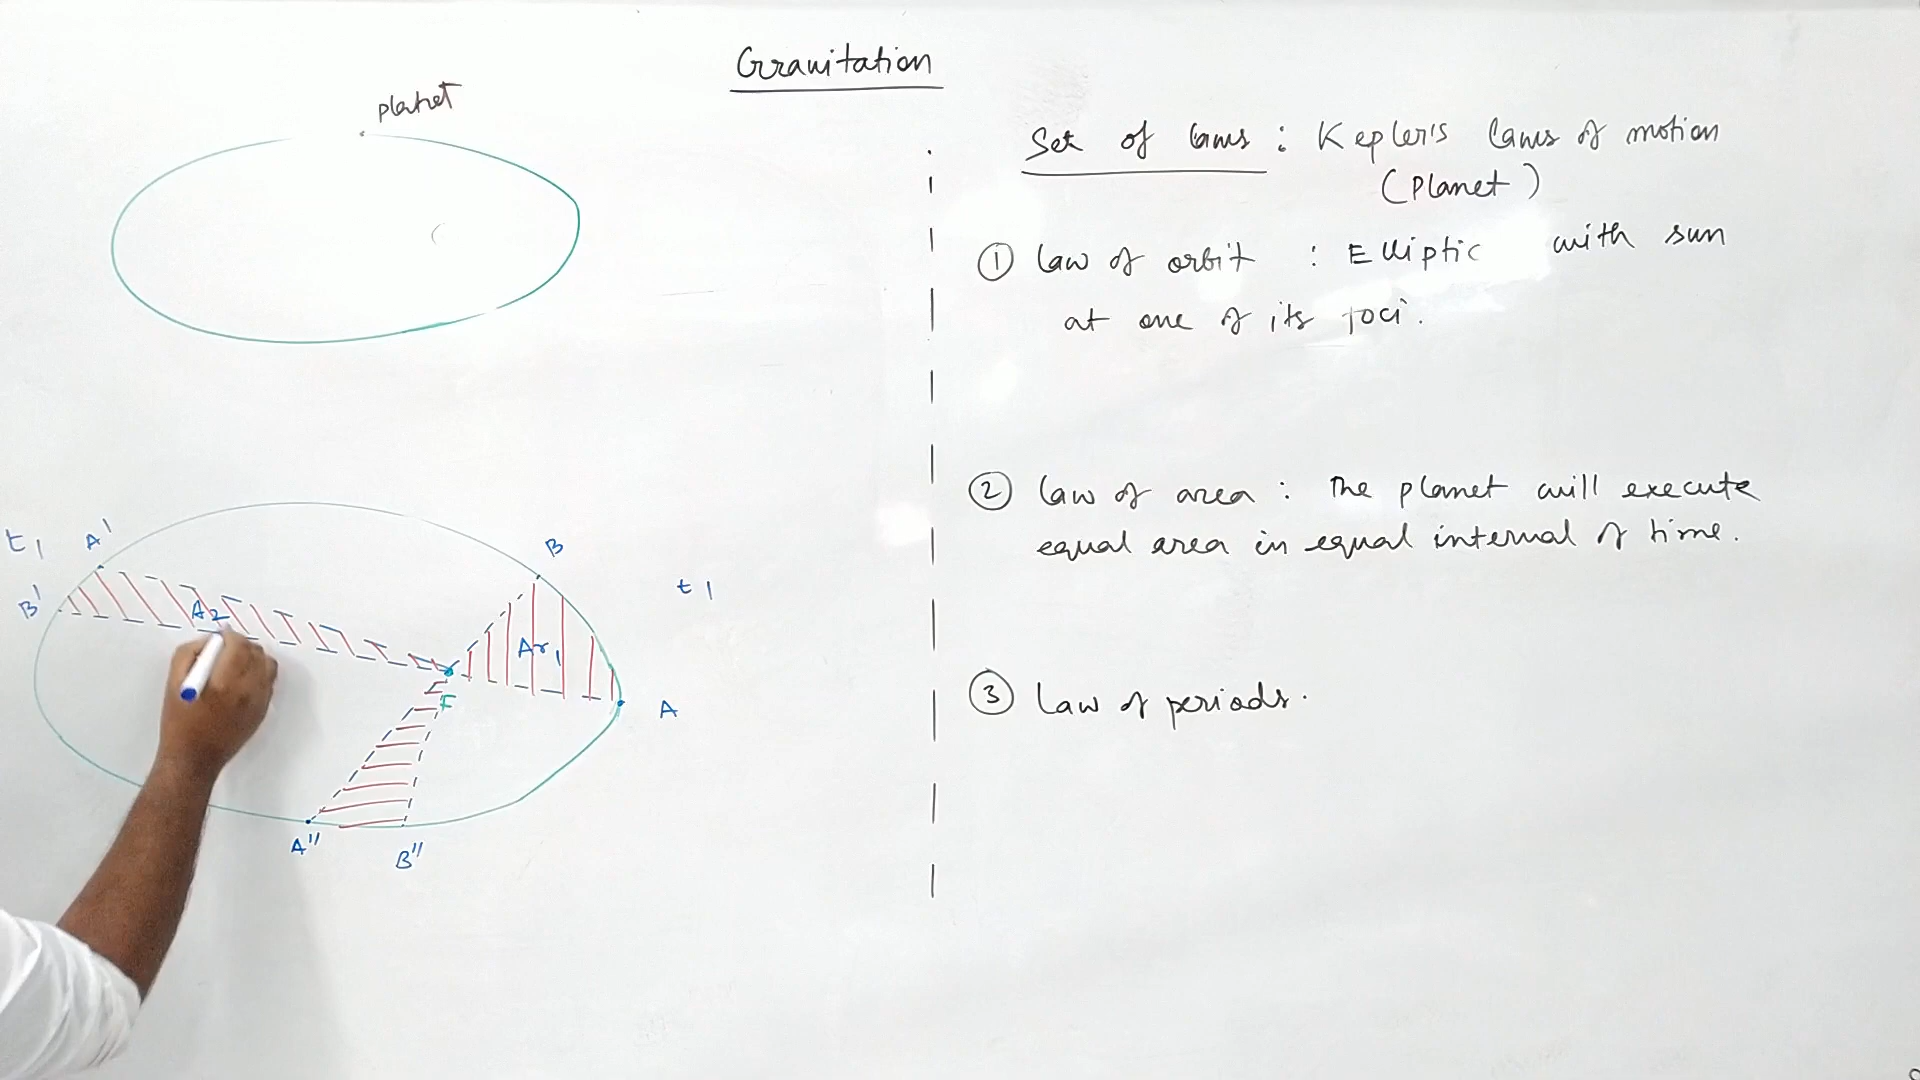 Gravitation
planet
Set of laws : Kepler's laws of motion
(Planet)
① law of orbit : Elliptic with sun
at one of its foci.
② law of area : The planet will execute
equal area in equal interval of time.
③ Law of periods.
t1 A'
B'
A2
B
t1
Ar1
A
F
A"
B"